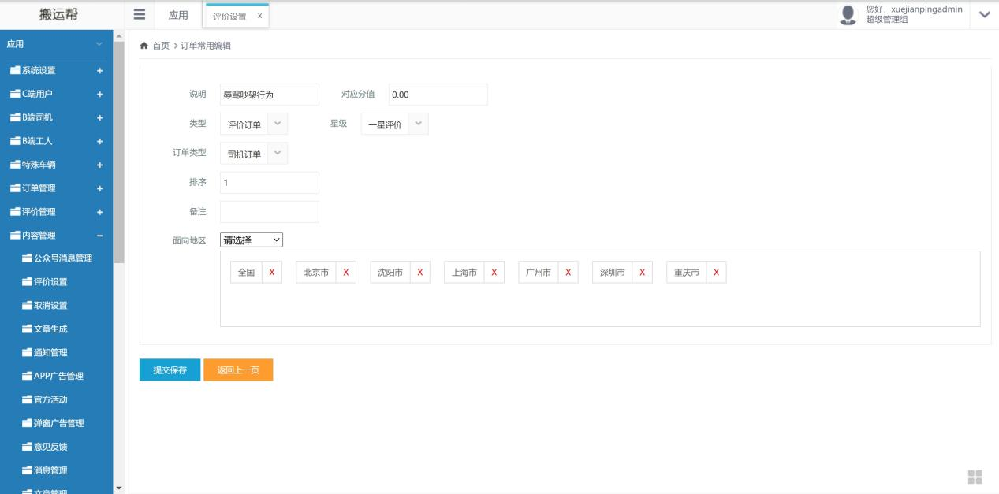 搬运帮
应用
评价设置 x
您好，xuejianpingadmin
超级管理组
应用
系统设置
C端用户
B端司机
B端工人
特殊车辆
订单管理
评价管理
内容管理
公众号消息管理
评价设置
取消设置
文章生成
通知管理
APP广告管理
官方活动
弹窗广告管理
意见反馈
消息管理
文章管理
首页 > 订单常用编辑
说明 辱骂吵架行为 对应分值 0.00
类型 评价订单 星级 一星评价
订单类型 司机订单
排序 1
备注
面向地区 请选择
全国 X 北京市 X 沈阳市 X 上海市 X 广州市 X 深圳市 X 重庆市 X
提交保存 返回上一页